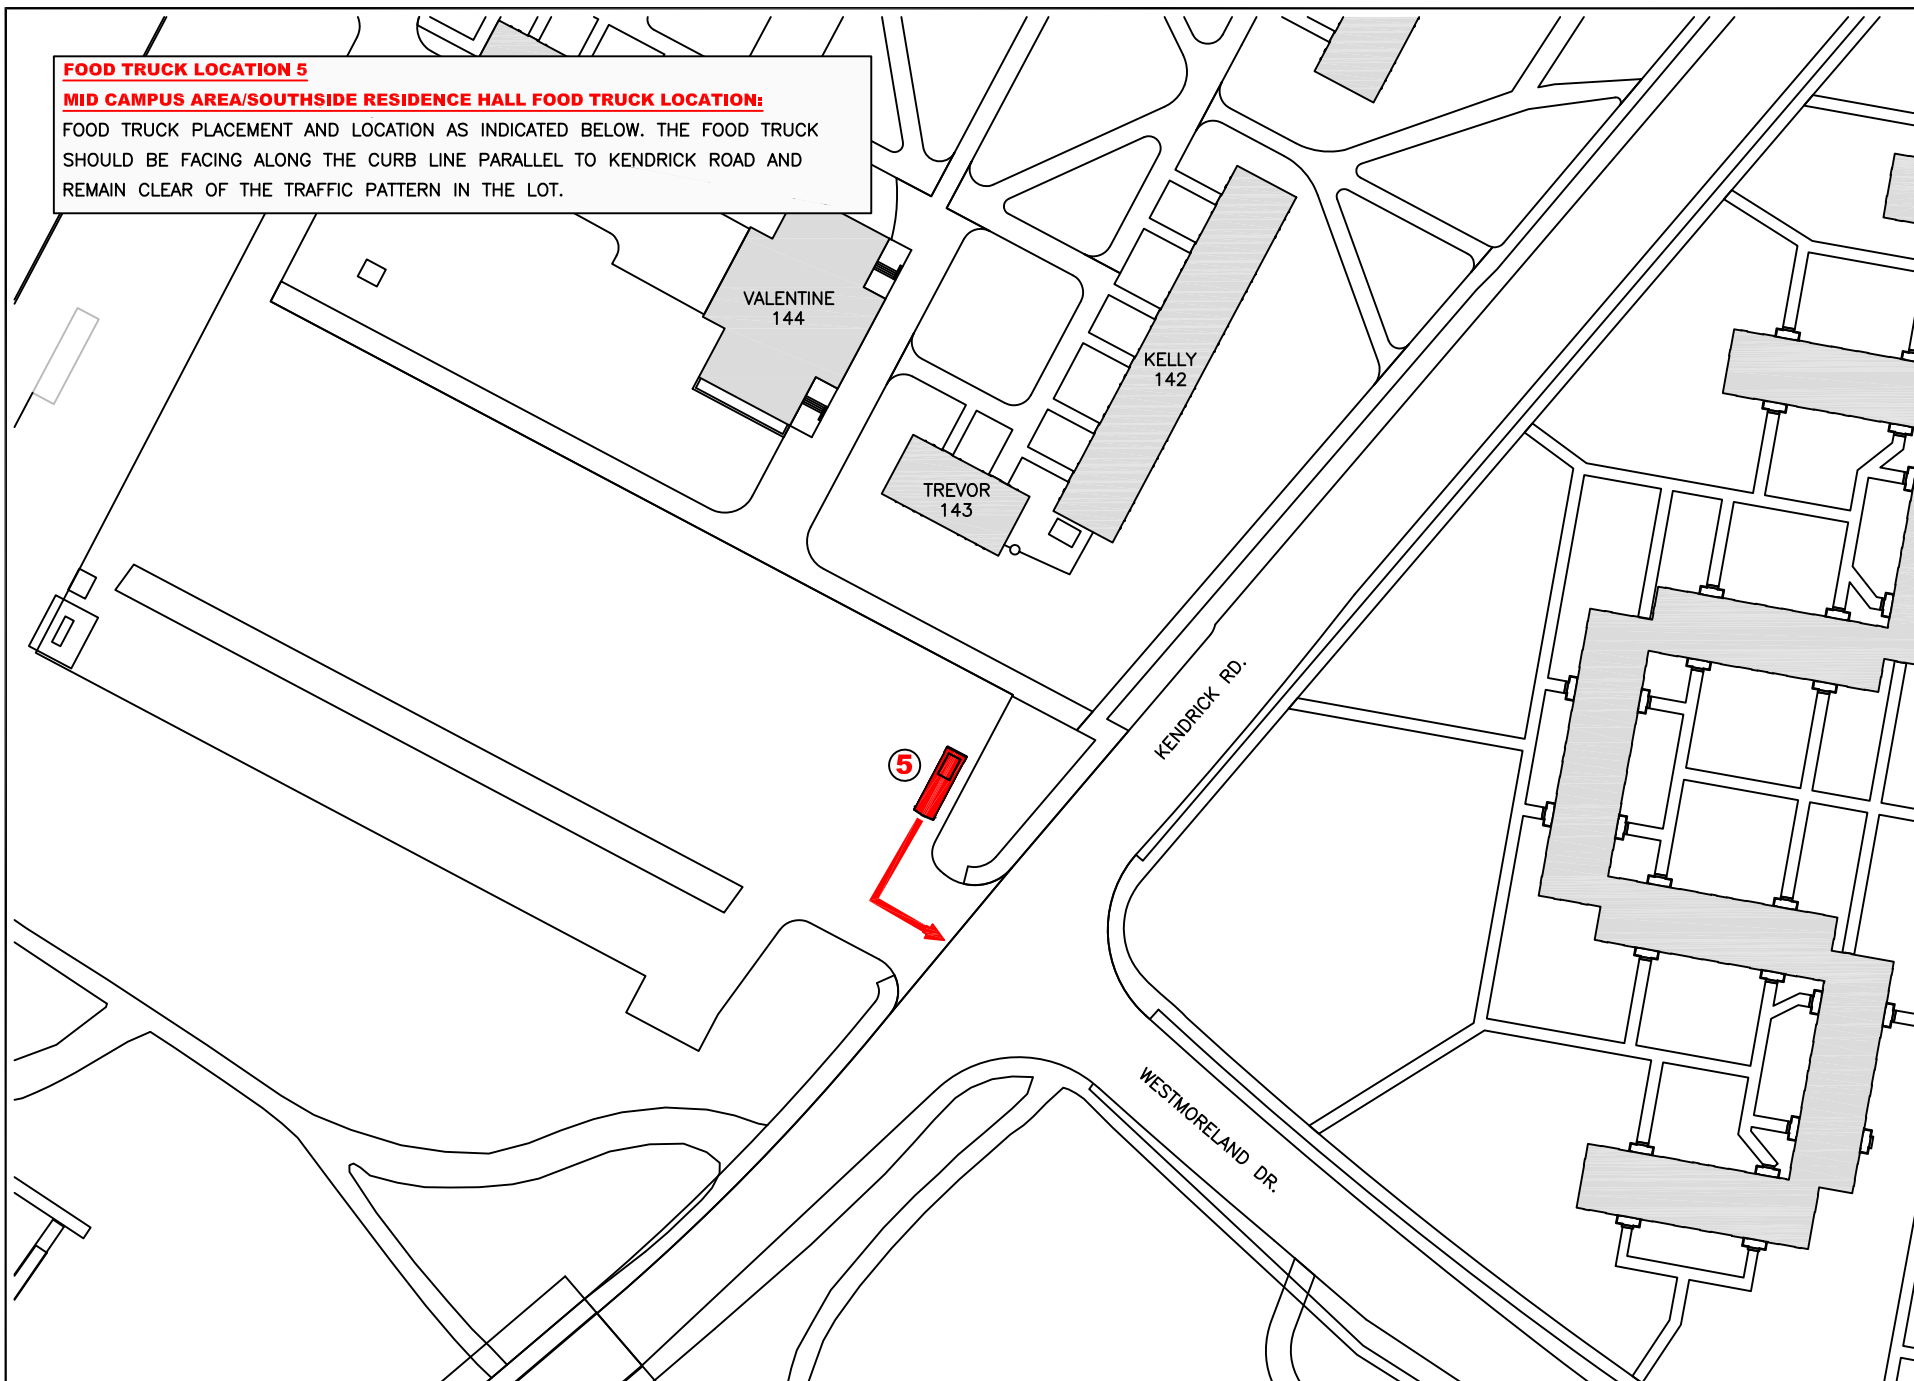 FOOD TRUCK LOCATION 5
MID CAMPUS AREA/SOUTHSIDE RESIDENCE HALL FOOD TRUCK LOCATION:
FOOD TRUCK PLACEMENT AND LOCATION AS INDICATED BELOW. THE FOOD TRUCK
SHOULD BE FACING ALONG THE CURB LINE PARALLEL TO KENDRICK ROAD AND
REMAIN CLEAR OF THE TRAFFIC PATTERN IN THE LOT.
VALENTINE
144
KELLY
142
TREVOR
143
KENDRICK RD.
5
WESTMORELAND DR.